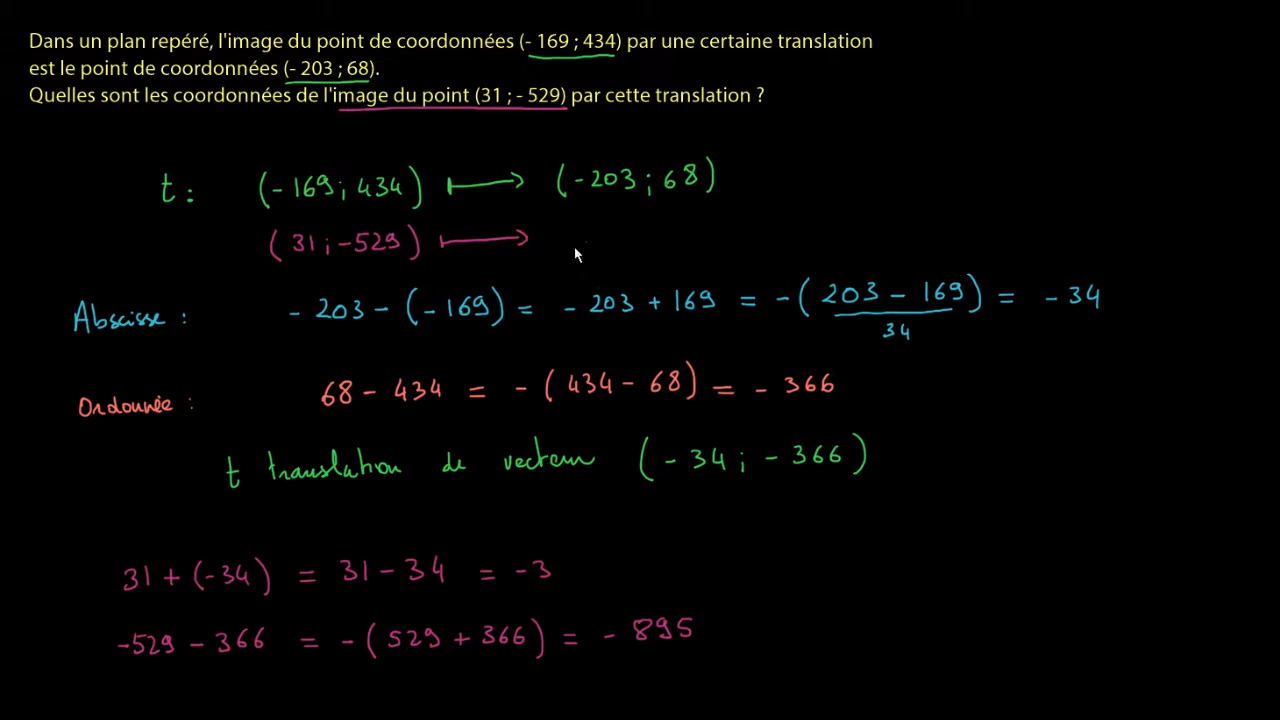 Dans un plan repéré, l'image du point de coordonnées (- 169 ; 434) par une certaine translation
est le point de coordonnées (- 203 ; 68).
Quelles sont les coordonnées de l'image du point (31 ; - 529) par cette translation ?
t : (-169 ; 434) ⟼ (-203 ; 68)
(31 ; -529) ⟼
Abscisse : - 203 - (-169) = - 203 + 169 = - (203 - 169) = - 34
34
Ordonnée : 68 - 434 = - (434 - 68) = - 366
t translation de vecteur (-34 ; -366)
31 + (-34) = 31 - 34 = -3
-529 - 366 = - (529 + 366) = - 895